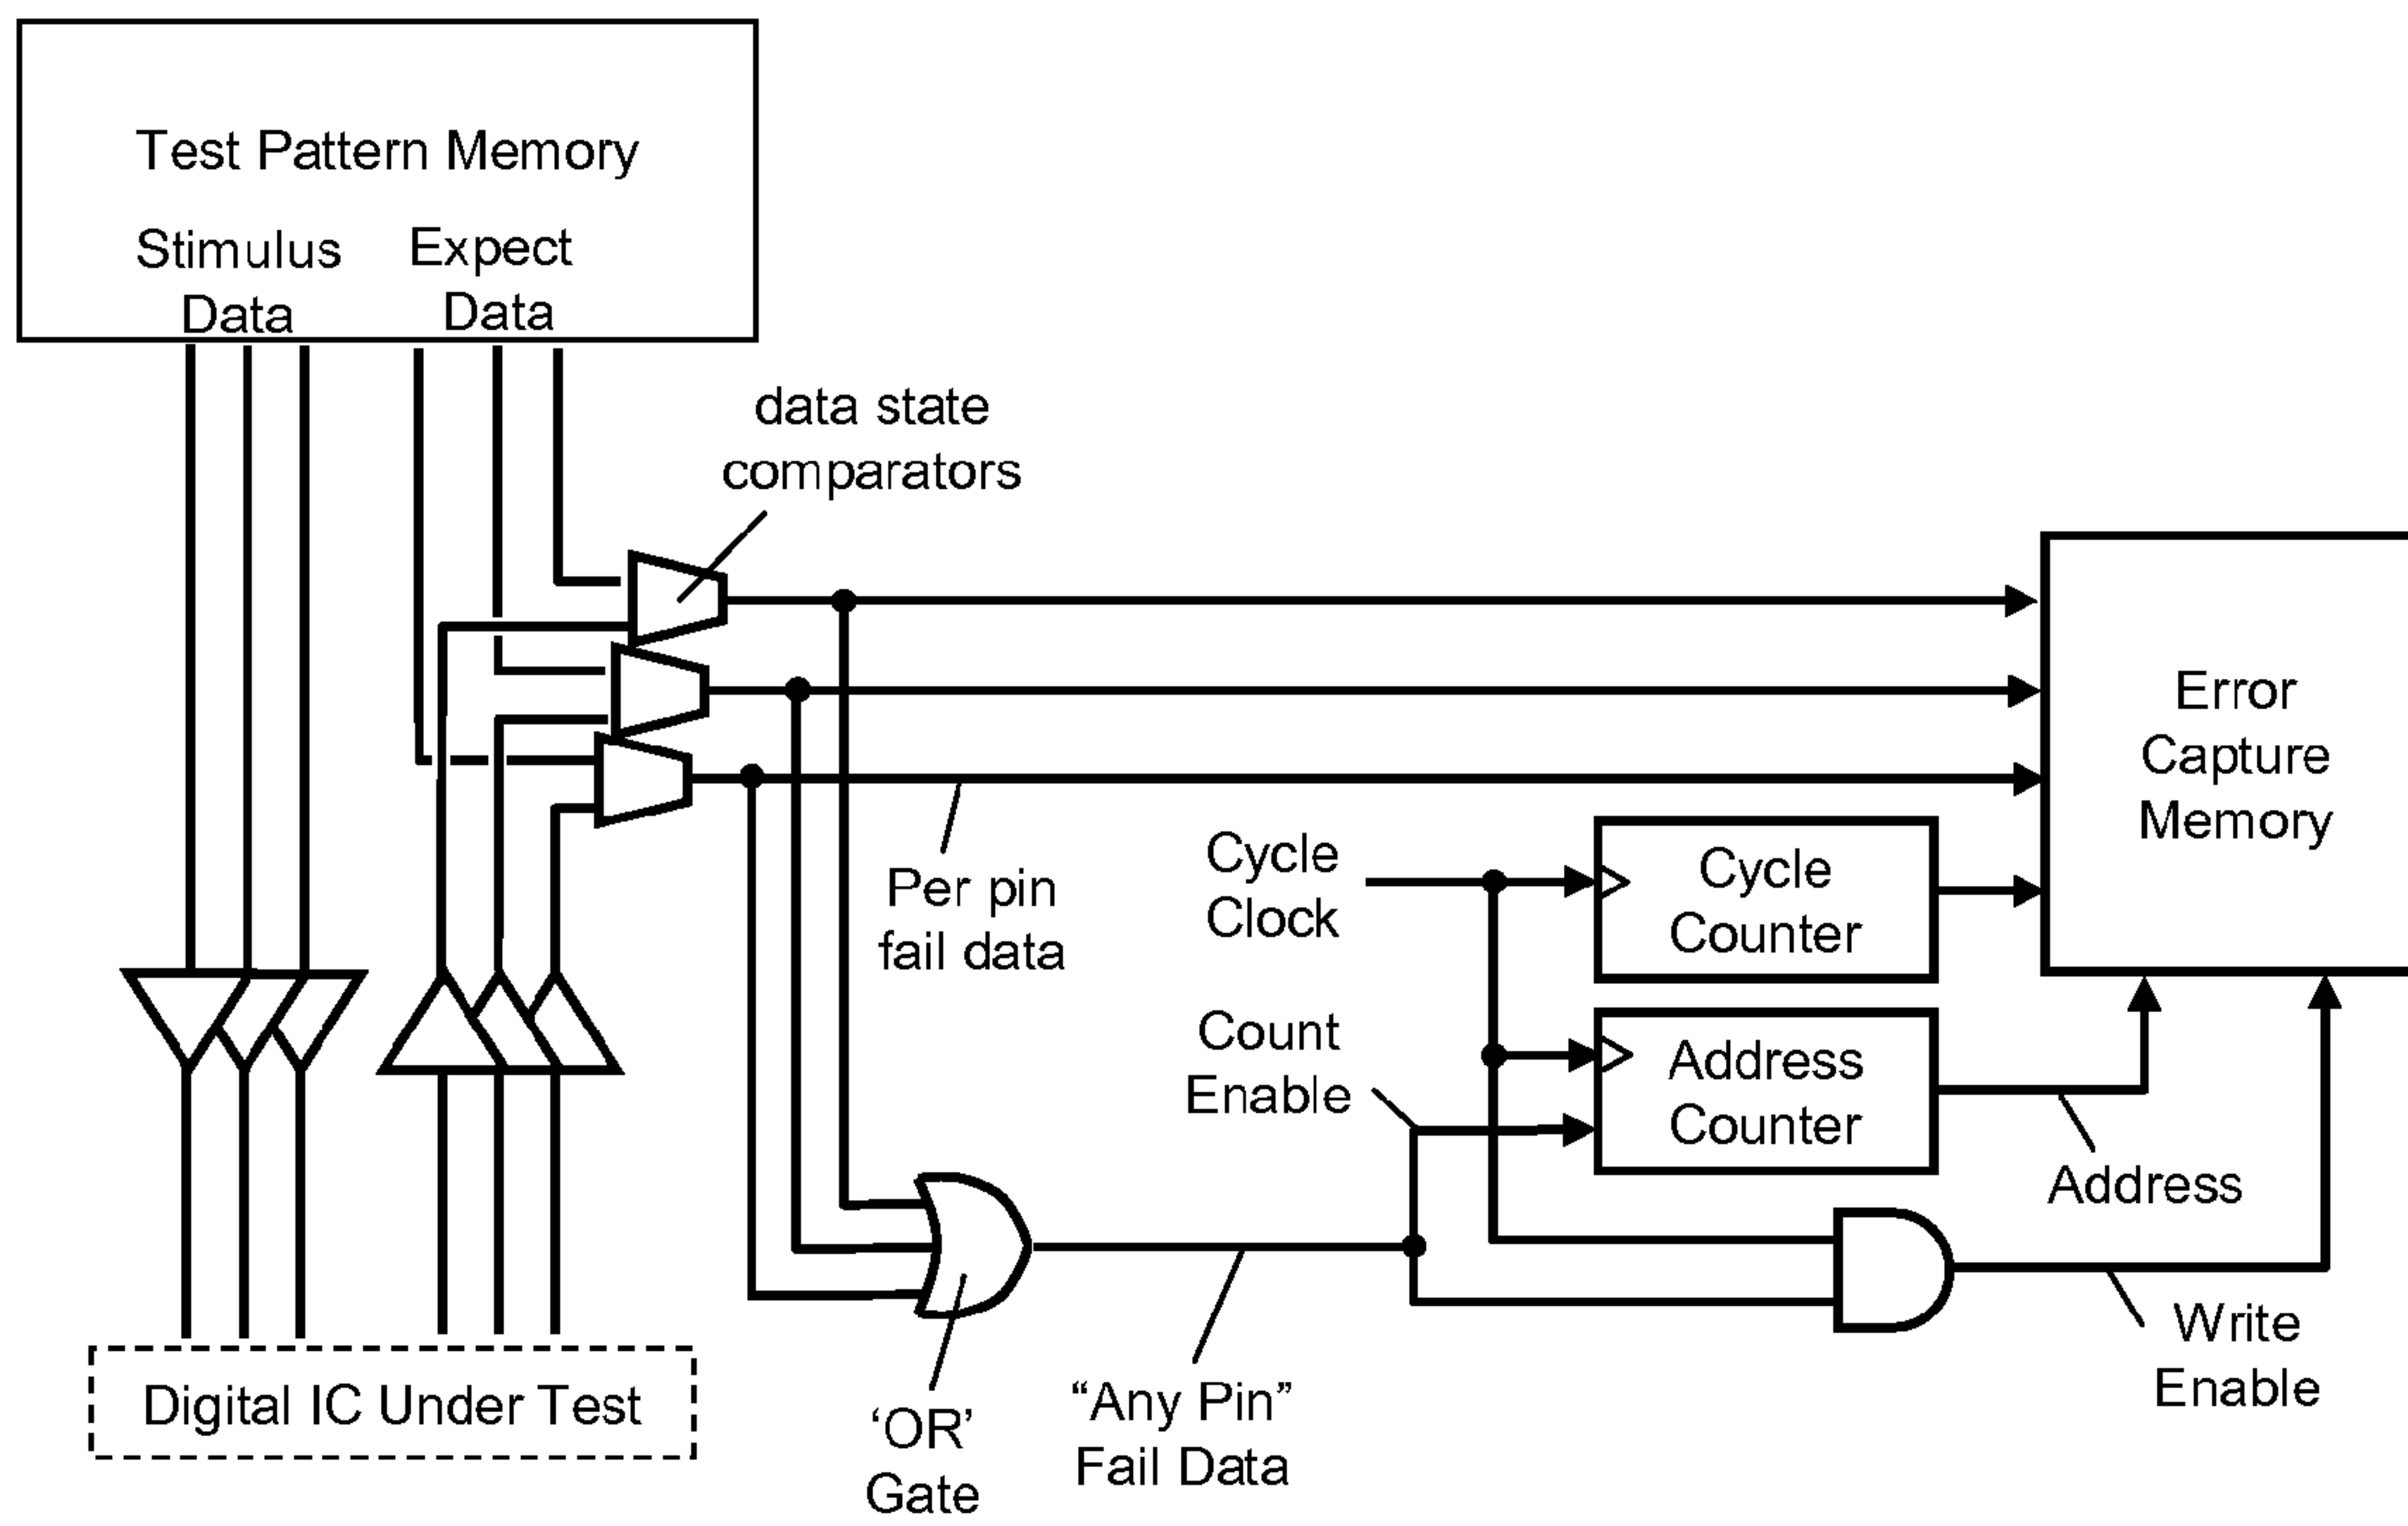 Test Pattern Memory
Stimulus
Data
Expect
Data
data state
comparators
Error
Capture
Memory
Per pin
fail data
Cycle
Clock
Cycle
Counter
Count
Enable
Address
Counter
Address
Write
Enable
Digital IC Under Test
‘OR’
Gate
“Any Pin”
Fail Data